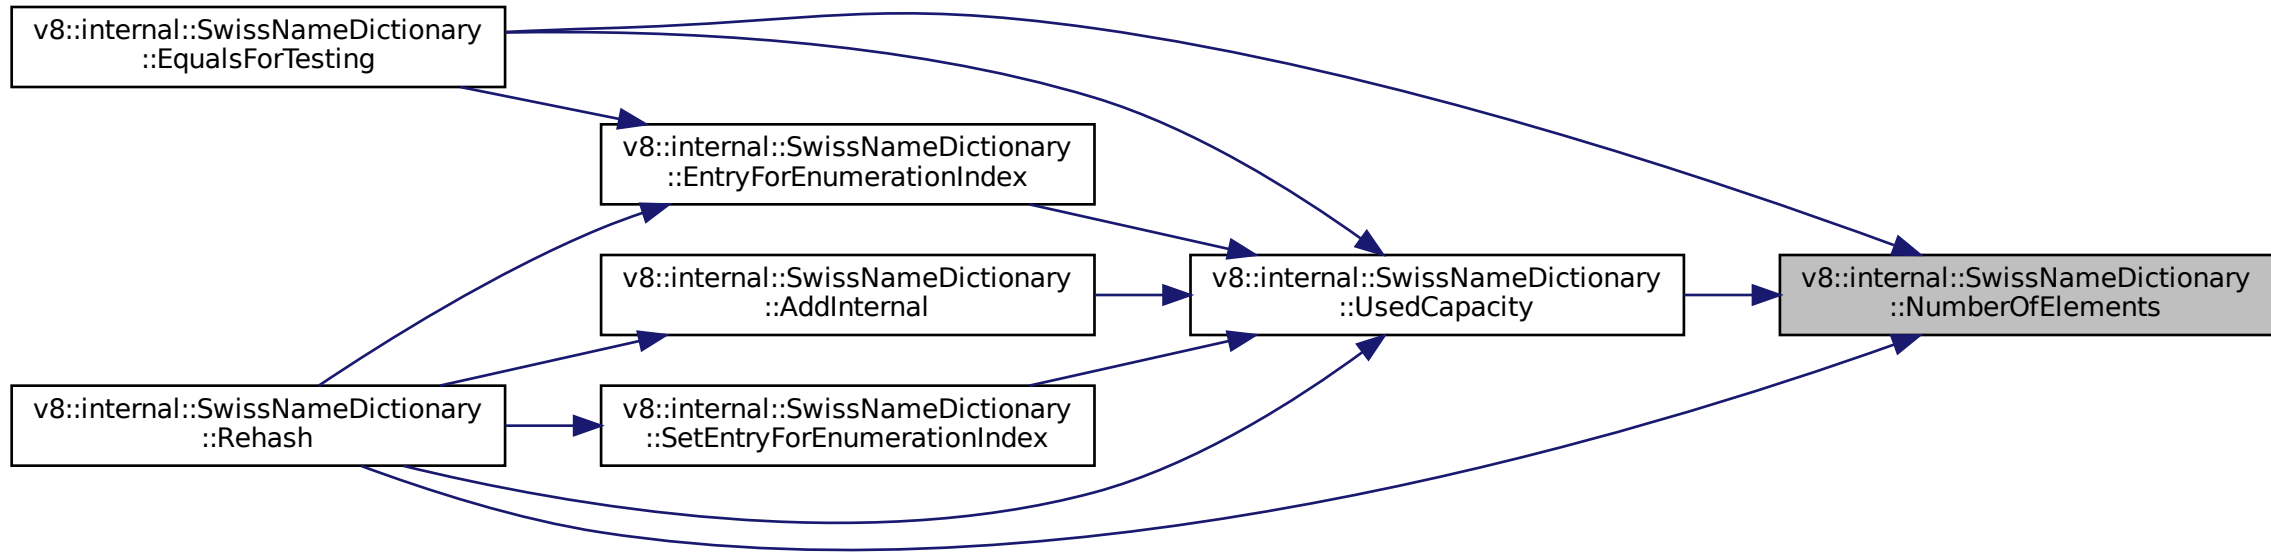 v8::internal::SwissNameDictionary
::EqualsForTesting
v8::internal::SwissNameDictionary
::EntryForEnumerationIndex
v8::internal::SwissNameDictionary
::AddInternal
v8::internal::SwissNameDictionary
::UsedCapacity
v8::internal::SwissNameDictionary
::NumberOfElements
v8::internal::SwissNameDictionary
::Rehash
v8::internal::SwissNameDictionary
::SetEntryForEnumerationIndex